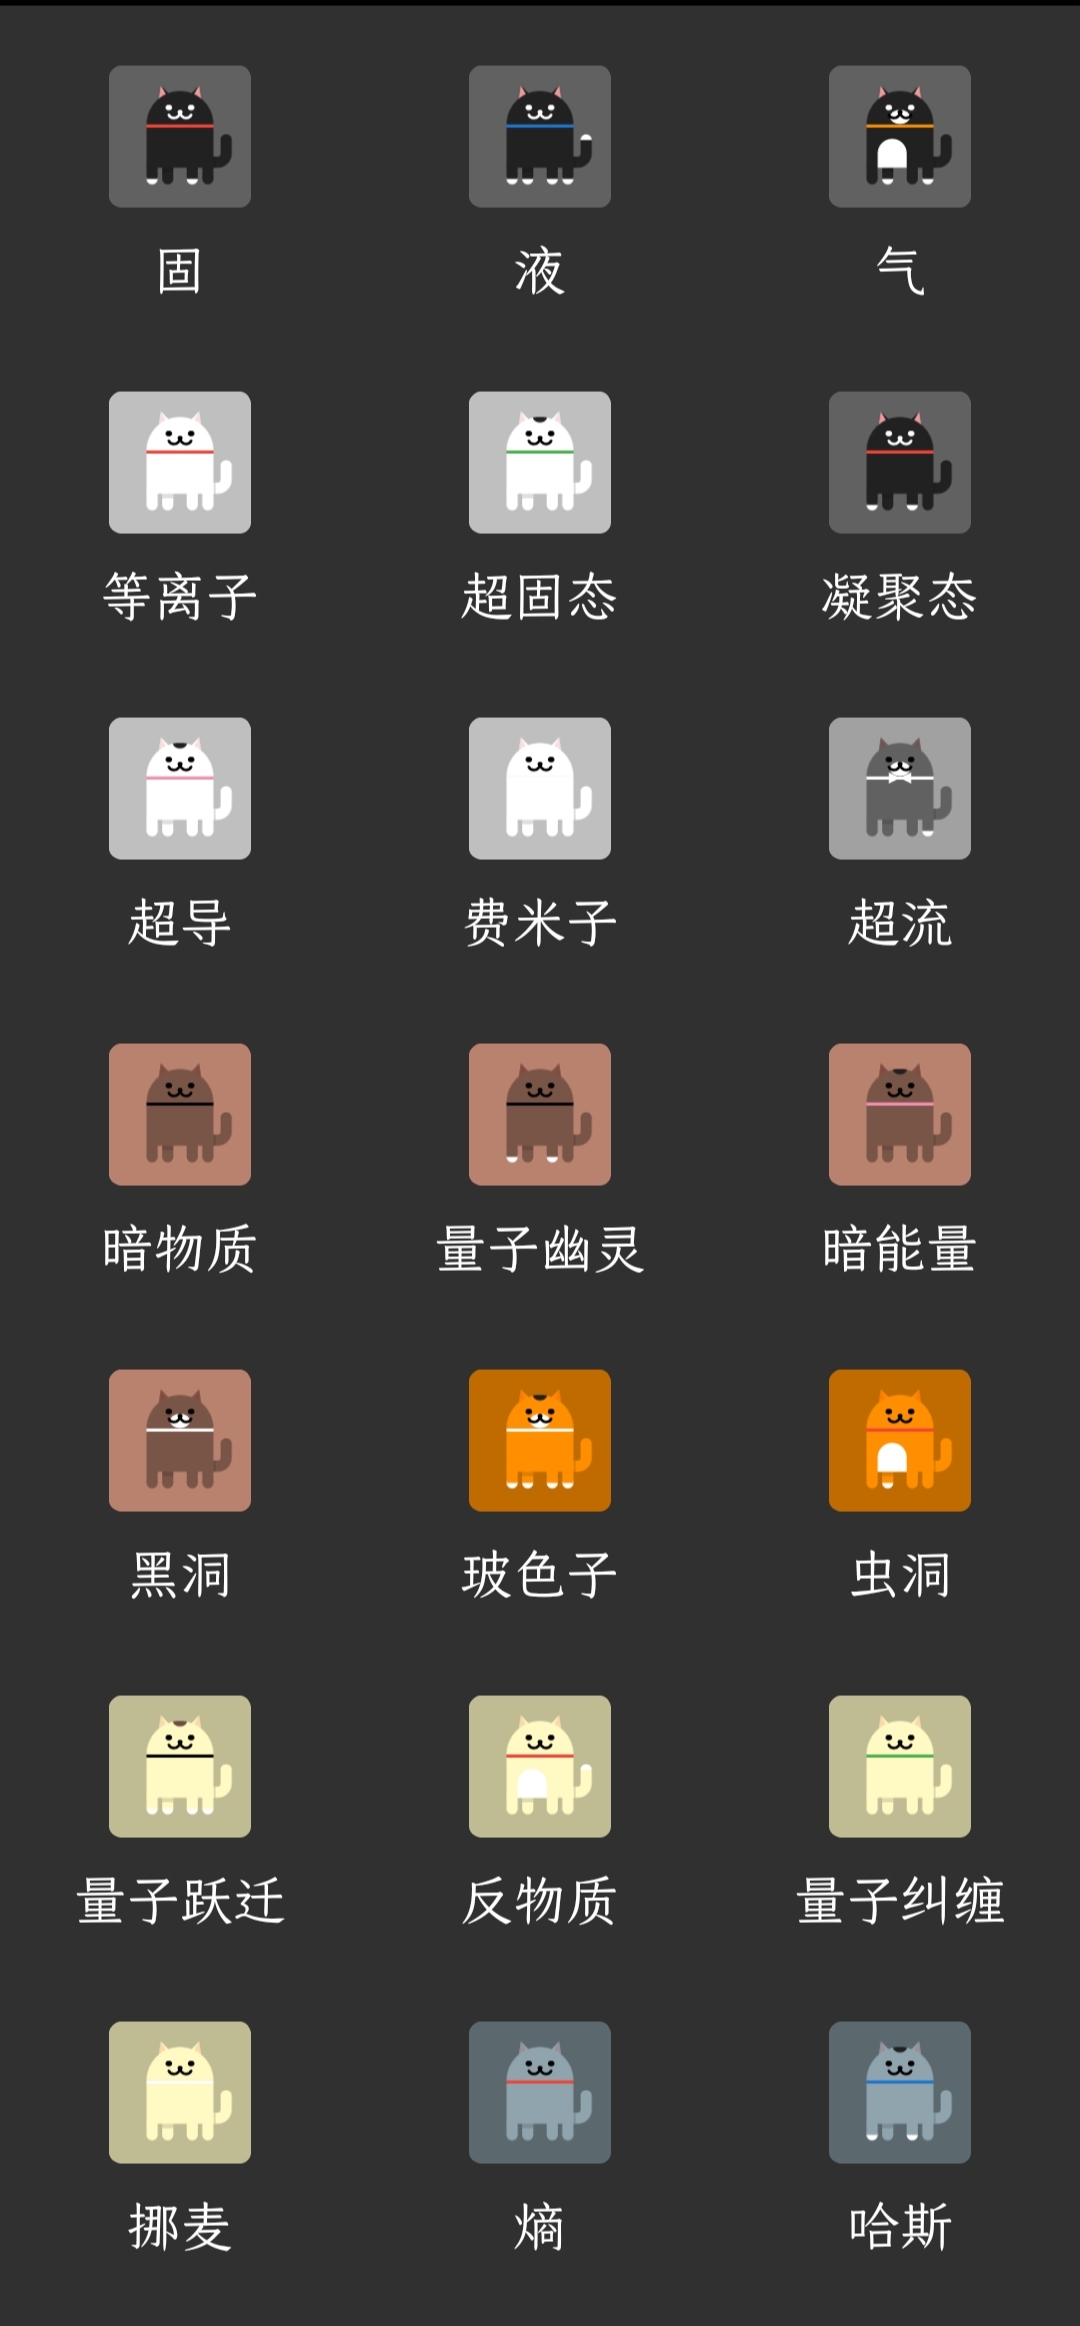 固 液 气
等离子 超固态 凝聚态
超导 费米子 超流
暗物质 量子幽灵 暗能量
黑洞 玻色子 虫洞
量子跃迁 反物质 量子纠缠
挪麦 熵 哈斯